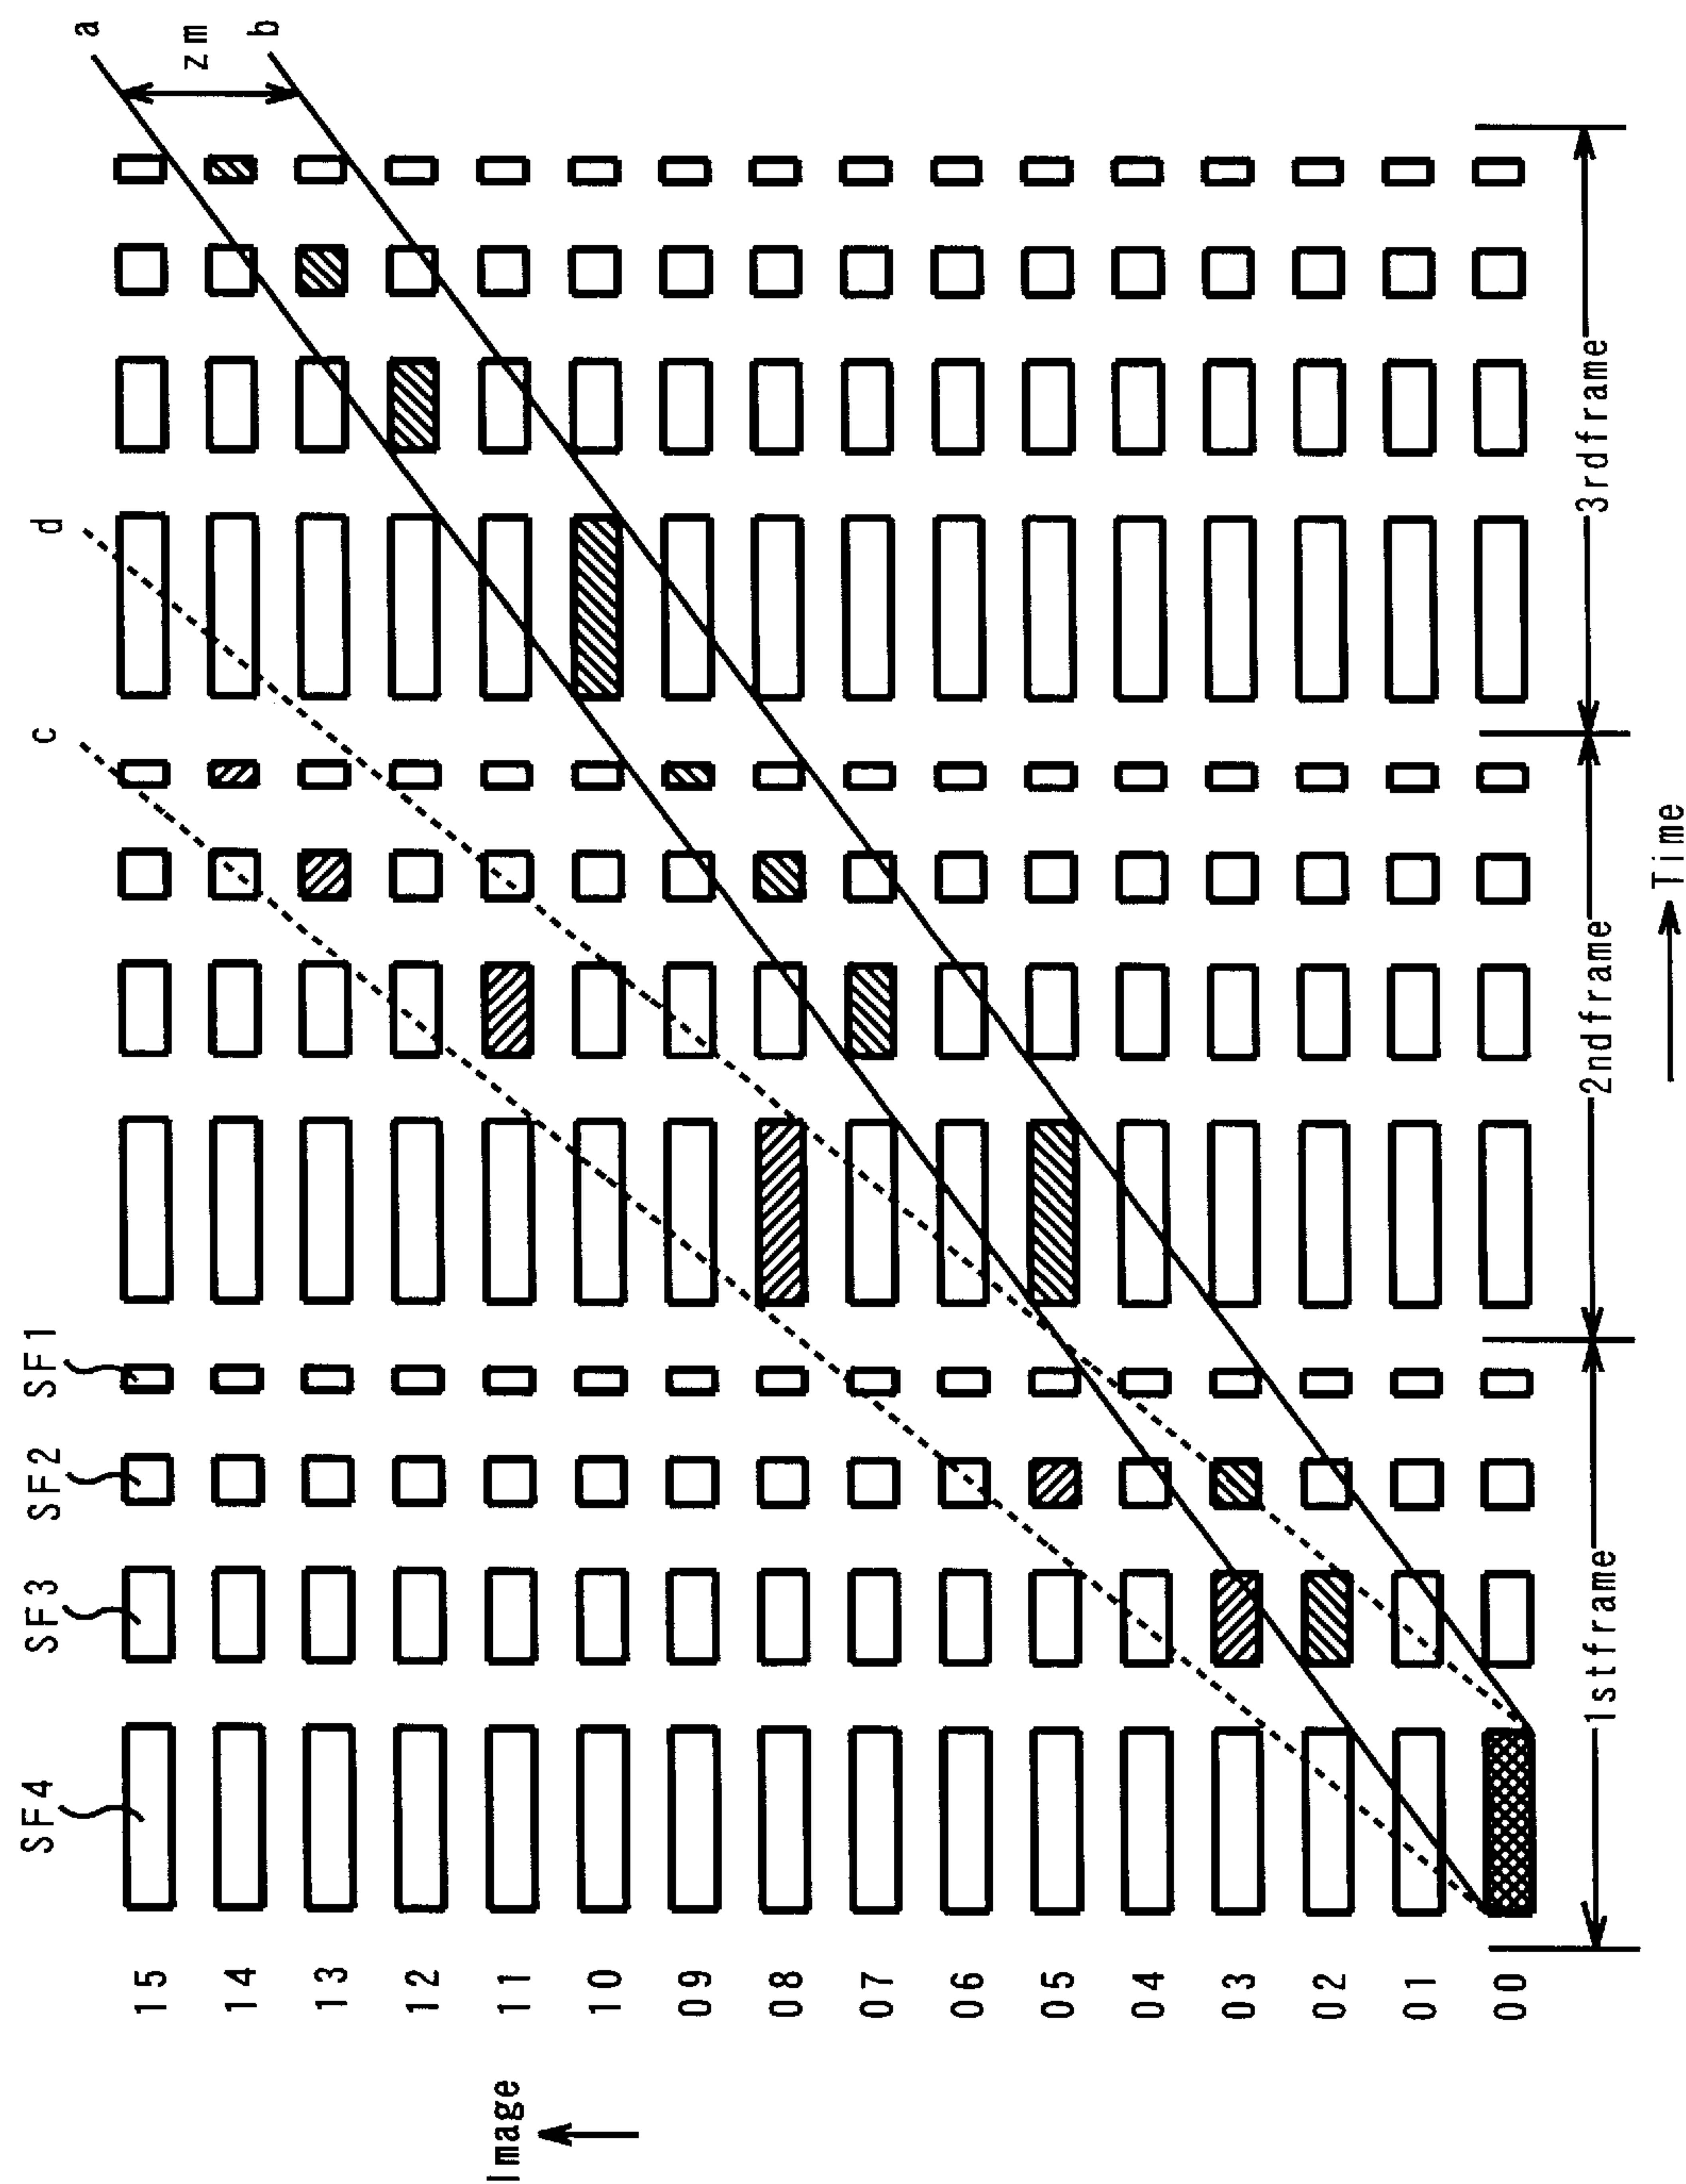 Image
15
14
13
12
11
10
09
08
07
06
05
04
03
02
01
00
SF4
SF3
SF2
SF1
c
d
a
zm
b
1stframe
2ndframe
3rdframe
Time